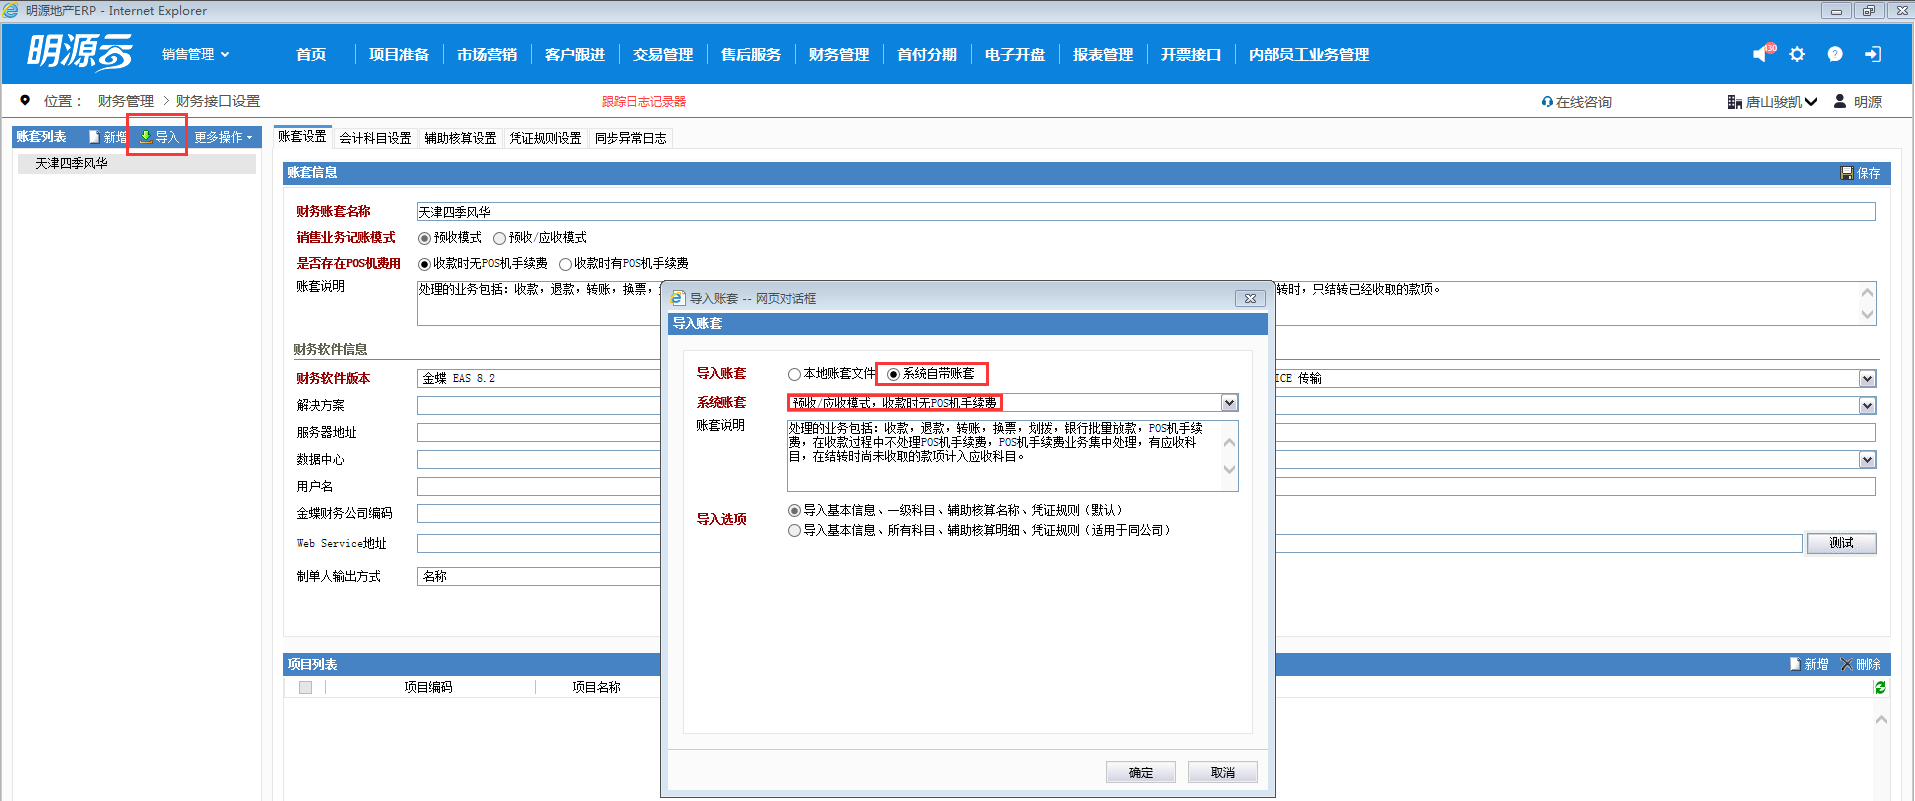 明源地产ERP - Internet Explorer
明源云 销售管理 首页 项目准备 市场营销 客户跟进 交易管理 售后服务 财务管理 首付分期 电子开盘 报表管理 开票接口 内部员工业务管理 130
位置： 财务管理 > 财务接口设置 跟踪日志记录器 在线咨询 唐山骏凯 明源
账套列表 新增 导入 更多操作
天津四季风华
账套设置 会计科目设置 辅助核算设置 凭证规则设置 同步异常日志
账套信息 保存
财务账套名称 天津四季风华
销售业务记账模式 预收模式 预收/应收模式
是否存在POS机费用 收款时无POS机手续费 收款时有POS机手续费
账套说明 处理的业务包括：收款，退款，转账，换票， 转时，只结转已经收取的款项。
财务软件信息
财务软件版本 金蝶 EAS 8.2 ICE 传输
解决方案
服务器地址
数据中心
用户名
金蝶财务公司编码
Web Service地址 测试
制单人输出方式 名称
项目列表 新增 删除
项目编码 项目名称
导入账套 -- 网页对话框
导入账套
导入账套 本地账套文件 系统自带账套
系统账套 预收/应收模式，收款时无POS机手续费
账套说明 处理的业务包括：收款，退款，转账，换票，划拨，银行批量放款，POS机手续
费，在收款过程中不处理POS机手续费，POS机手续费业务集中处理，有应收科
目，在结转时尚未收取的款项计入应收科目。
导入选项 导入基本信息、一级科目、辅助核算名称、凭证规则（默认）
导入基本信息、所有科目、辅助核算明细、凭证规则（适用于同公司）
确定 取消